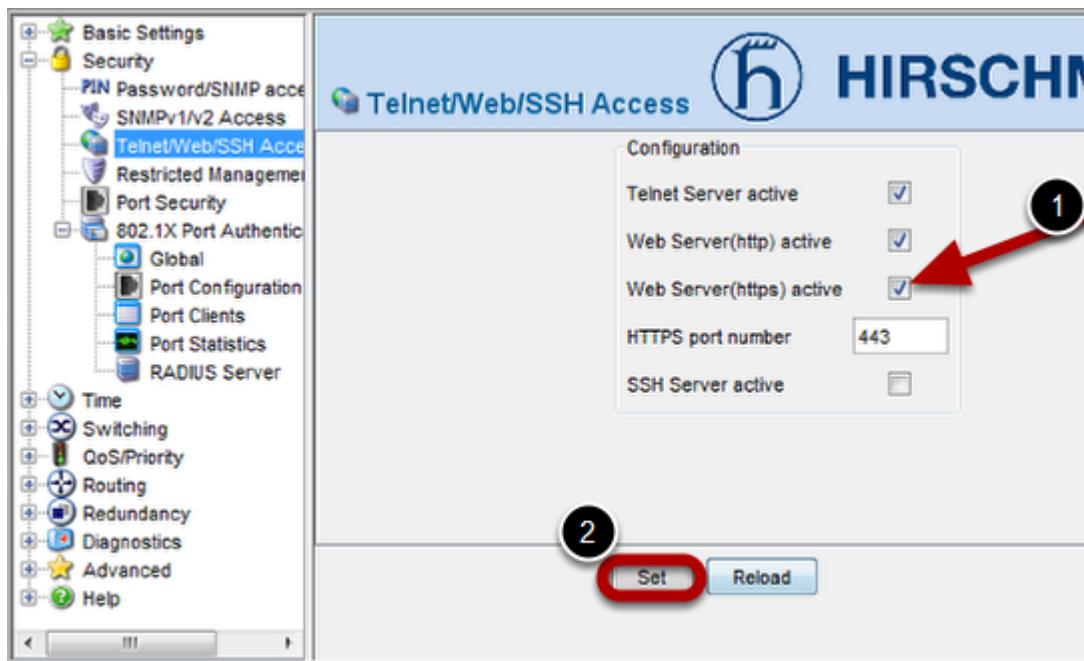 Basic Settings
Security
PIN Password/SNMP acce
SNMPv1/v2 Access
Telnet/Web/SSH Acce
Restricted Manageme
Port Security
802.1X Port Authentic
Global
Port Configuration
Port Clients
Port Statistics
RADIUS Server
Time
Switching
QoS/Priority
Routing
Redundancy
Diagnostics
Advanced
Help
Telnet/Web/SSH Access
HIRSCHM
Configuration
Telnet Server active
1
Web Server(http) active
Web Server(https) active
HTTPS port number 443
SSH Server active
2
Set Reload